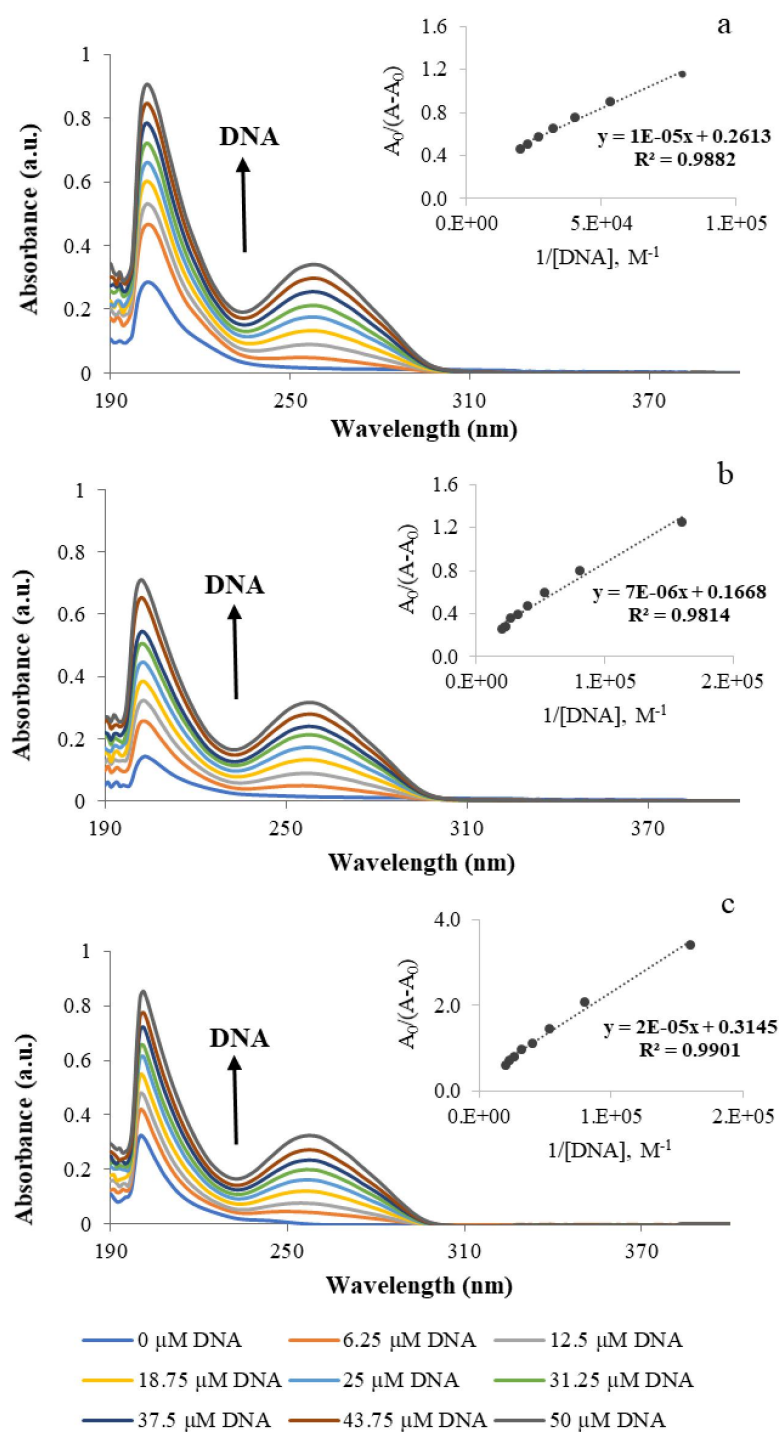 a
1
0.8
0.6
0.4
0.2
0
Absorbance (a.u.)
DNA
190
250
310
370
Wavelength (nm)
1.6
1.2
0.8
0.4
0.0
A₀/(A-A₀)
y = 1E-05x + 0.2613
R² = 0.9882
0.E+00
5.E+04
1.E+05
1/[DNA], M⁻¹
b
1
0.8
0.6
0.4
0.2
0
Absorbance (a.u.)
DNA
190
250
310
370
Wavelength (nm)
1.6
1.2
0.8
0.4
0.0
A₀/(A-A₀)
y = 7E-06x + 0.1668
R² = 0.9814
0.E+00
1.E+05
2.E+05
1/[DNA], M⁻¹
c
1
0.8
0.6
0.4
0.2
0
Absorbance (a.u.)
DNA
190
250
310
370
Wavelength (nm)
4.0
2.0
0.0
A₀/(A-A₀)
y = 2E-05x + 0.3145
R² = 0.9901
0.E+00
1.E+05
2.E+05
1/[DNA], M⁻¹
0 µM DNA 6.25 µM DNA 12.5 µM DNA
18.75 µM DNA 25 µM DNA 31.25 µM DNA
37.5 µM DNA 43.75 µM DNA 50 µM DNA